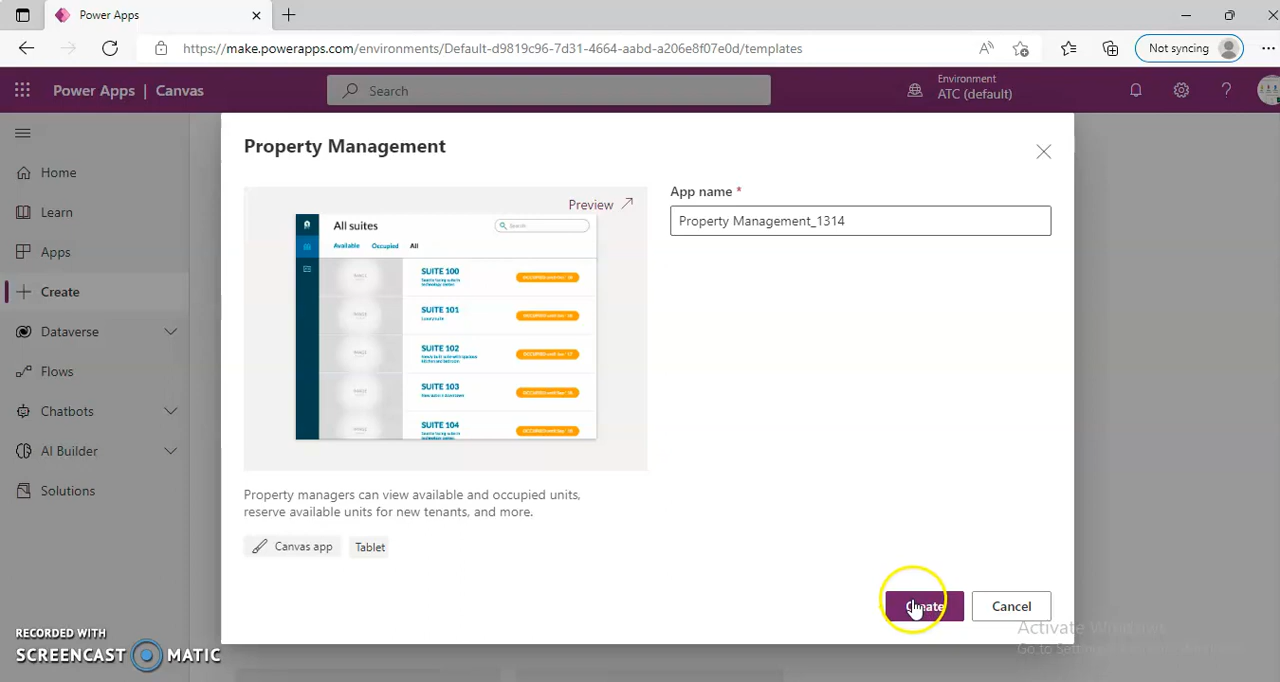 Power Apps
https://make.powerapps.com/environments/Default-d9819c96-7d31-4664-aabd-a206e8f07e0d/templates
Not syncing
Power Apps | Canvas
Search
Environment
ATC (default)
Home
Learn
Apps
Create
Dataverse
Flows
Chatbots
AI Builder
Solutions
Property Management
Preview
All suites
Search
Available Occupied All
SUITE 100
SUITE 101
SUITE 102
SUITE 103
SUITE 104
Property managers can view available and occupied units,
reserve available units for new tenants, and more.
Canvas app
Tablet
App name *
Property Management_1314
Create
Cancel
Activate Windows
RECORDED WITH
SCREENCAST MATIC